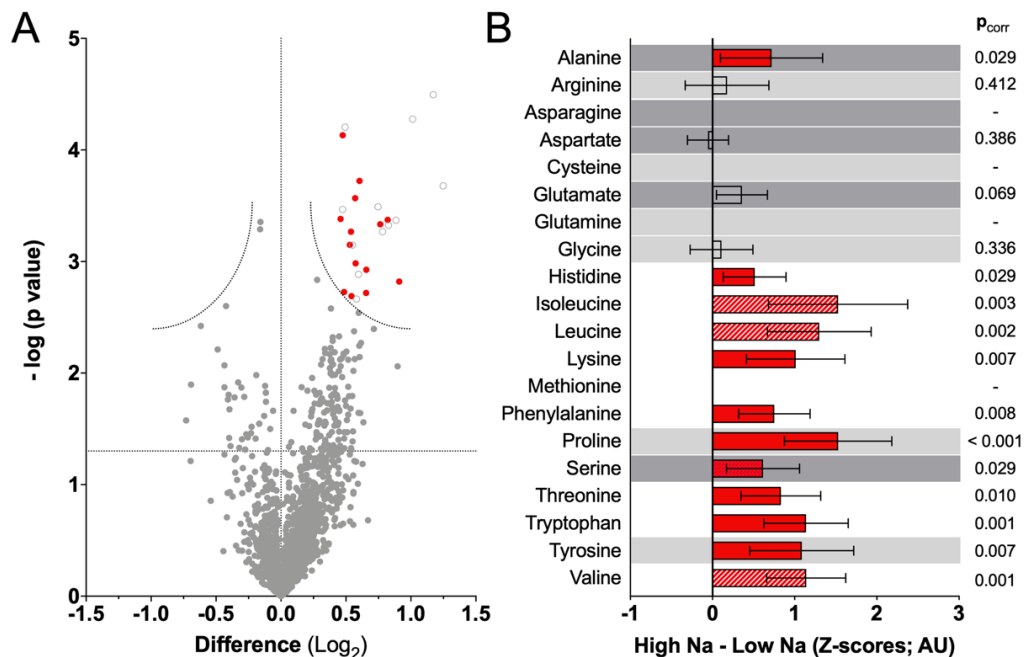 A
5
4
3
2
1
0
- log (p value)
-1.5 -1.0 -0.5 0.0 0.5 1.0 1.5
Difference (Log2)
B
pcorr
Alanine 0.029
Arginine 0.412
Asparagine -
Aspartate 0.386
Cysteine -
Glutamate 0.069
Glutamine -
Glycine 0.336
Histidine 0.029
Isoleucine 0.003
Leucine 0.002
Lysine 0.007
Methionine -
Phenylalanine 0.008
Proline < 0.001
Serine 0.029
Threonine 0.010
Tryptophan 0.001
Tyrosine 0.007
Valine 0.001
-1 0 1 2 3
High Na - Low Na (Z-scores; AU)